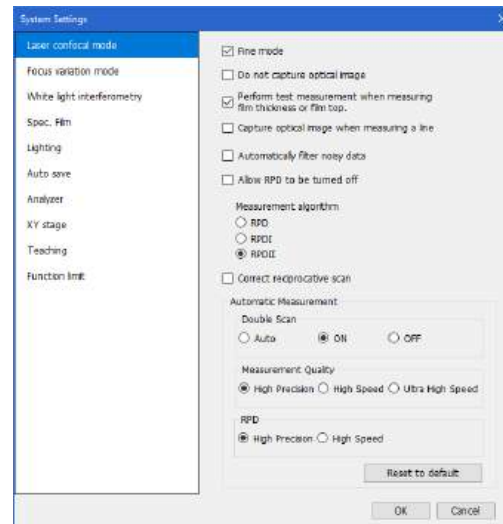 System Settings
Laser confocal mode
Focus variation mode
White light interferometry
Spec. Film
Lighting
Auto save
Analyzer
XY stage
Teaching
Function limit
Fine mode
Do not capture optical image
Perform test measurement when measuring
film thickness or film top.
Capture optical image when measuring a line
Automatically filter noisy data
Allow RPD to be turned off
Measurement algorithm
RPD
RPDI
RPDII
Correct reciprocative scan
Automatic Measurement
Double Scan
Auto ON OFF
Measurement Quality
High Precision High Speed Ultra High Speed
RPD
High Precision High Speed
Reset to default
OK Cancel